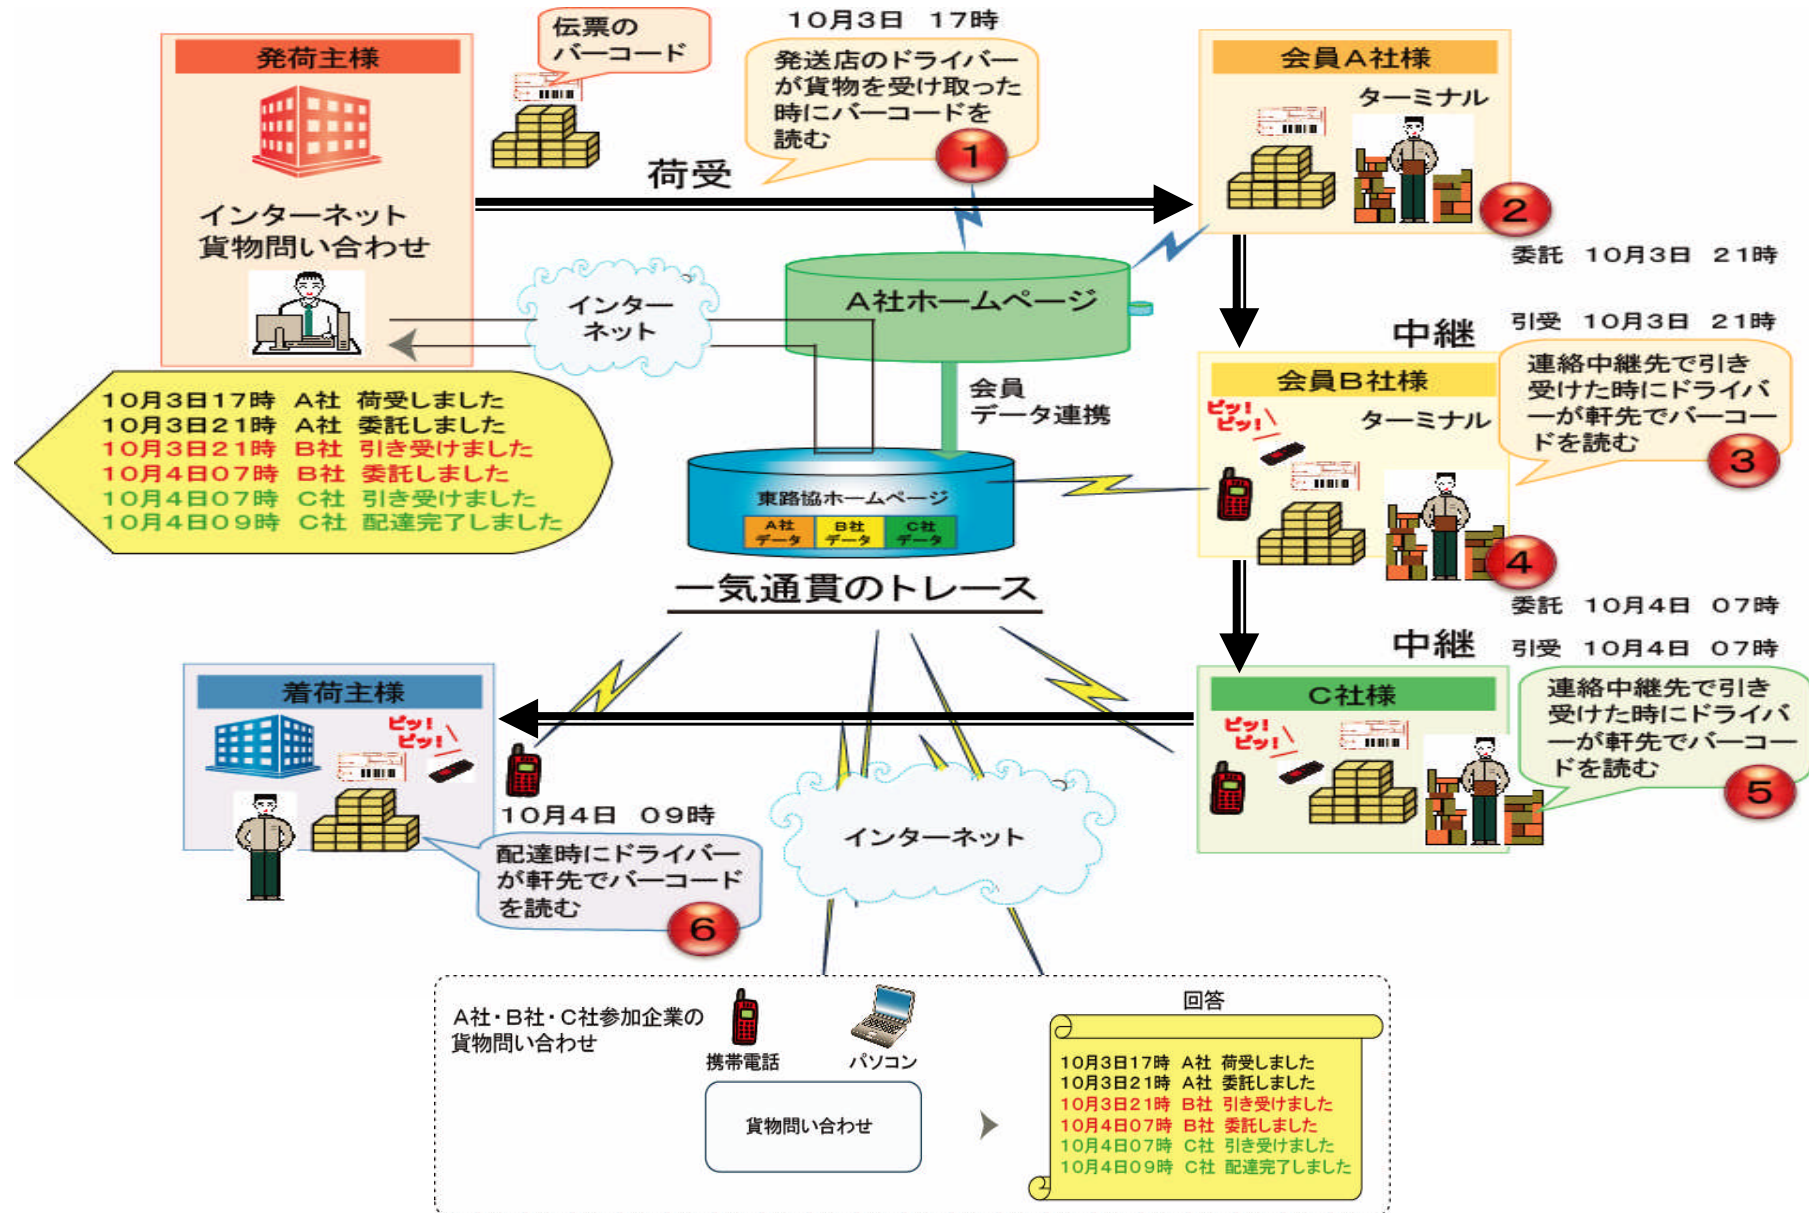 発荷主様
インターネット
貨物問い合わせ
伝票の
バーコード
10月3日 17時
発送店のドライバー
が貨物を受け取った
時にバーコードを
読む
1
荷受
会員A社様
ターミナル
2
委託 10月3日 21時
インター
ネット
A社ホームページ
会員
データ連携
中継
引受 10月3日 21時
会員B社様
ピッ!
ピッ!
ターミナル
連絡中継先で引き
受けた時にドライバ
ーが軒先でバーコー
ドを読む
3
4
委託 10月4日 07時
10月3日17時 A社 荷受しました
10月3日21時 A社 委託しました
10月3日21時 B社 引き受けました
10月4日07時 B社 委託しました
10月4日07時 C社 引き受けました
10月4日09時 C社 配達完了しました
東路協ホームページ
A社
データ
B社
データ
C社
データ
一気通貫のトレース
中継
引受 10月4日 07時
C社様
ピッ!
ピッ!
連絡中継先で引き
受けた時にドライバ
ーが軒先でバーコー
ドを読む
5
着荷主様
ピッ!
ピッ!
10月4日 09時
配達時にドライバー
が軒先でバーコード
を読む
6
インターネット
A社・B社・C社参加企業の
貨物問い合わせ
携帯電話
パソコン
貨物問い合わせ
回答
10月3日17時 A社 荷受しました
10月3日21時 A社 委託しました
10月3日21時 B社 引き受けました
10月4日07時 B社 委託しました
10月4日07時 C社 引き受けました
10月4日09時 C社 配達完了しました